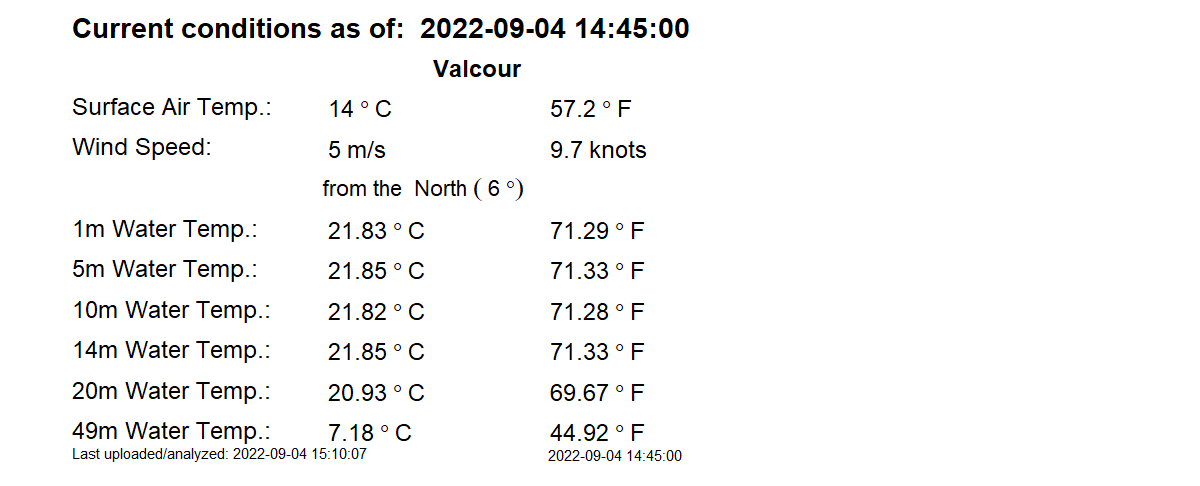 Current conditions as of: 2022-09-04 14:45:00
Valcour
Surface Air Temp.: 14 ° C 57.2 ° F
Wind Speed: 5 m/s 9.7 knots
from the North ( 6 °)
1m Water Temp.: 21.83 ° C 71.29 ° F
5m Water Temp.: 21.85 ° C 71.33 ° F
10m Water Temp.: 21.82 ° C 71.28 ° F
14m Water Temp.: 21.85 ° C 71.33 ° F
20m Water Temp.: 20.93 ° C 69.67 ° F
49m Water Temp.: 7.18 ° C 44.92 ° F
Last uploaded/analyzed: 2022-09-04 15:10:07 2022-09-04 14:45:00